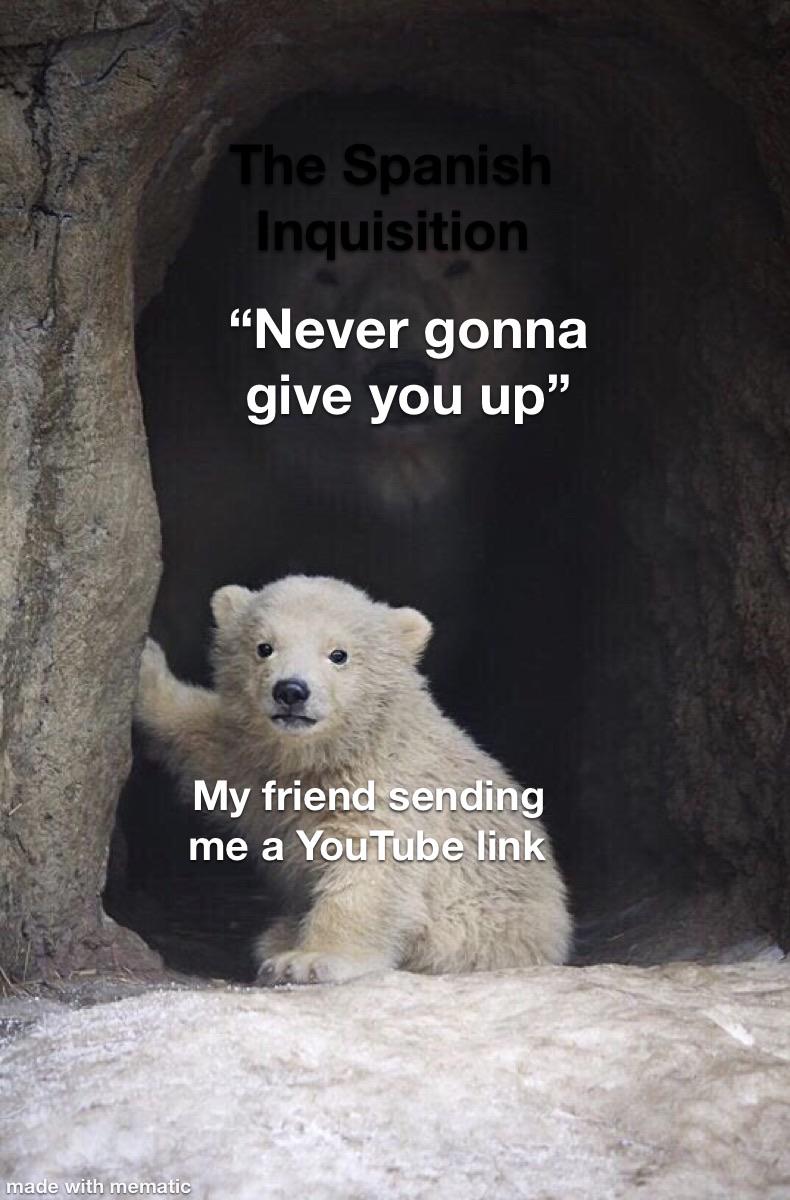 The Spanish
Inquisition
“Never gonna
give you up”
My friend sending
me a YouTube link
made with mematic